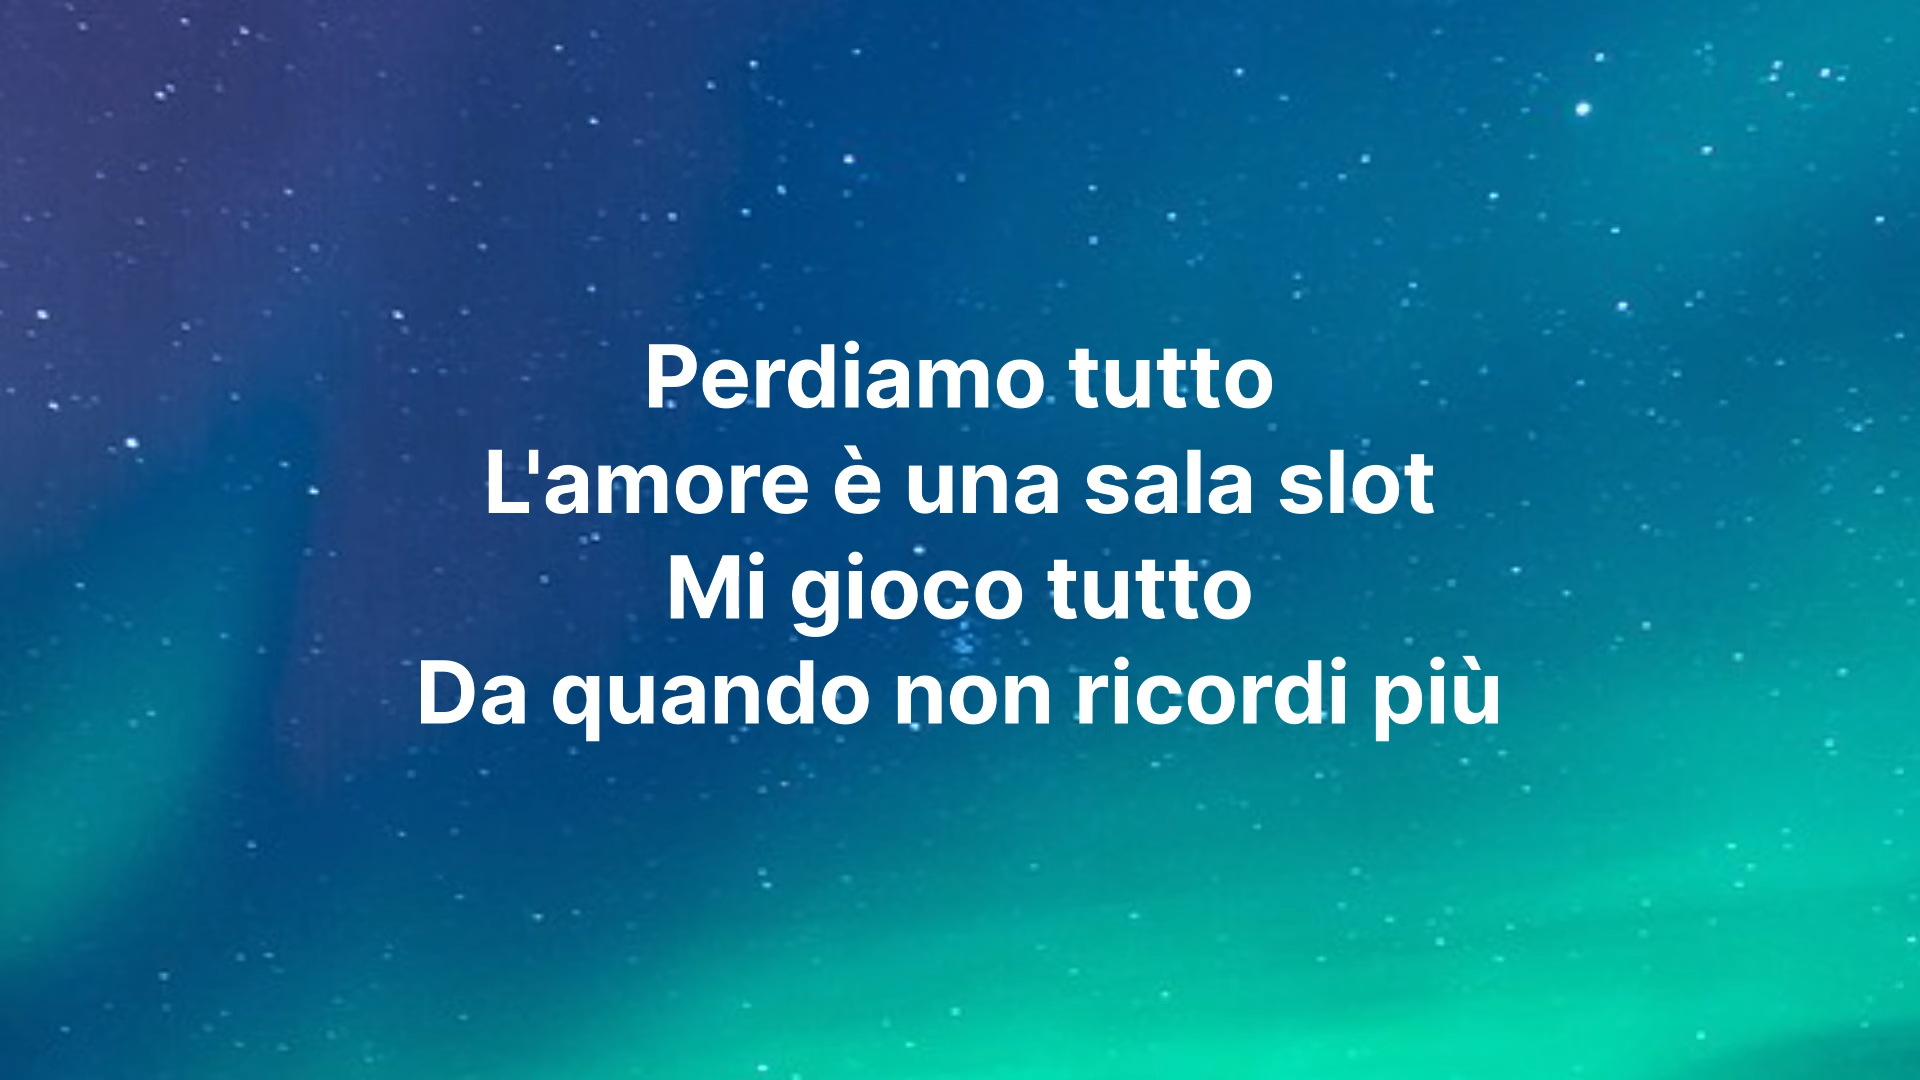 Perdiamo tutto
L'amore è una sala slot
Mi gioco tutto
Da quando non ricordi più